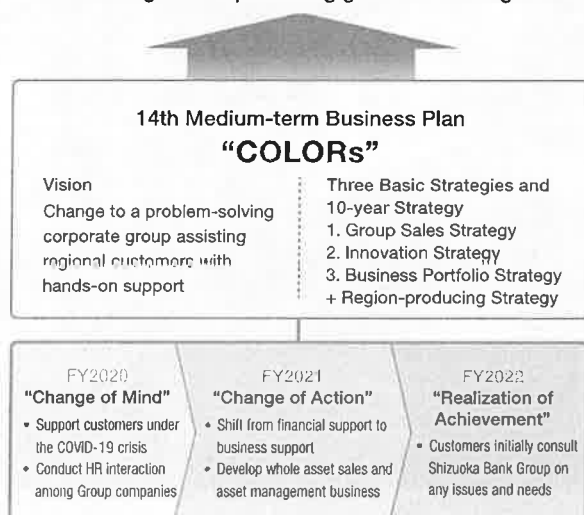 14th Medium-term Business Plan
"COLORs"
Vision
Change to a problem-solving
corporate group assisting
regional customers with
hands-on support
Three Basic Strategies and
10-year Strategy
1. Group Sales Strategy
2. Innovation Strategy
3. Business Portfolio Strategy
+ Region-producing Strategy
FY2020
"Change of Mind"
• Support customers under
the COVID-19 crisis
• Conduct HR interaction
among Group companies
FY2021
"Change of Action"
• Shift from financial support to
business support
• Develop whole asset sales and
asset management business
FY2022
"Realization of
Achievement"
• Customers initially consult
Shizuoka Bank Group on
any issues and needs